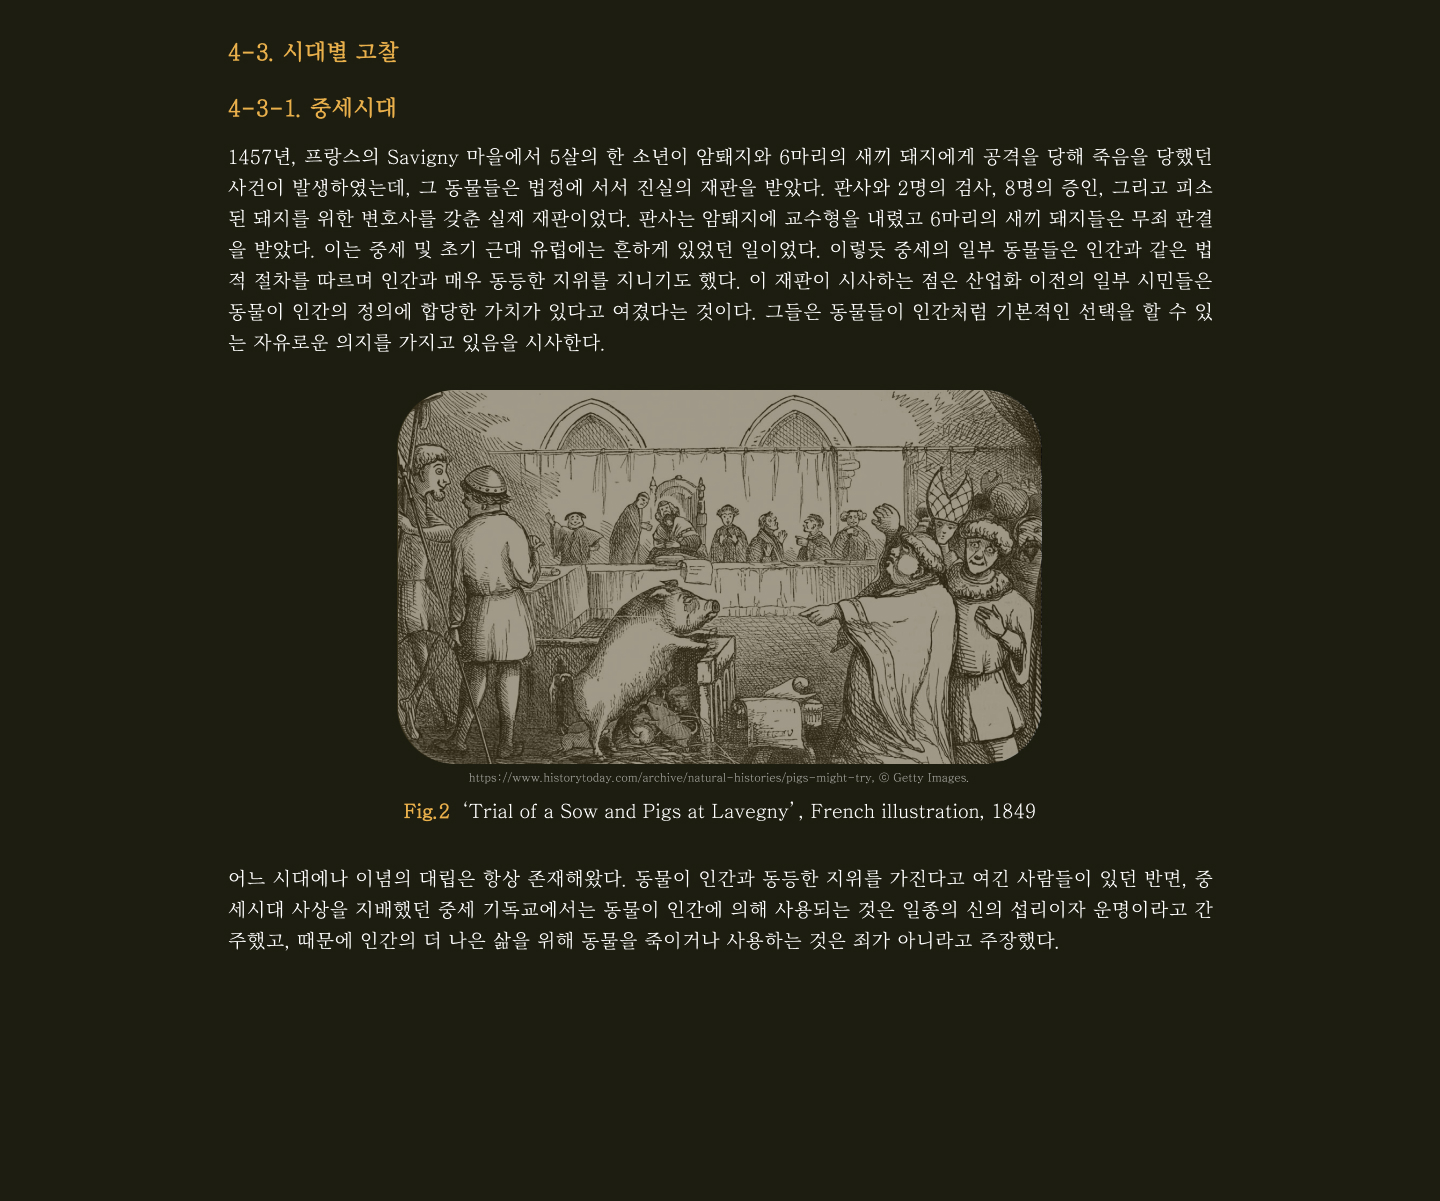 4-3. 시대별 고찰
4-3-1. 중세시대
1457년, 프랑스의 Savigny 마을에서 5살의 한 소년이 암퇘지와 6마리의 새끼 돼지에게 공격을 당해 죽음을 당했던
사건이 발생하였는데, 그 동물들은 법정에 서서 진실의 재판을 받았다. 판사와 2명의 검사, 8명의 증인, 그리고 피소
된 돼지를 위한 변호사를 갖춘 실제 재판이었다. 판사는 암퇘지에 교수형을 내렸고 6마리의 새끼 돼지들은 무죄 판결
을 받았다. 이는 중세 및 초기 근대 유럽에는 흔하게 있었던 일이었다. 이렇듯 중세의 일부 동물들은 인간과 같은 법
적 절차를 따르며 인간과 매우 동등한 지위를 지니기도 했다. 이 재판이 시사하는 점은 산업화 이전의 일부 시민들은
동물이 인간의 정의에 합당한 가치가 있다고 여겼다는 것이다. 그들은 동물들이 인간처럼 기본적인 선택을 할 수 있
는 자유로운 의지를 가지고 있음을 시사한다.
https://www.historytoday.com/archive/natural-histories/pigs-might-try, © Getty Images.
Fig.2 ‘Trial of a Sow and Pigs at Lavegny’, French illustration, 1849
어느 시대에나 이념의 대립은 항상 존재해왔다. 동물이 인간과 동등한 지위를 가진다고 여긴 사람들이 있던 반면, 중
세시대 사상을 지배했던 중세 기독교에서는 동물이 인간에 의해 사용되는 것은 일종의 신의 섭리이자 운명이라고 간
주했고, 때문에 인간의 더 나은 삶을 위해 동물을 죽이거나 사용하는 것은 죄가 아니라고 주장했다.